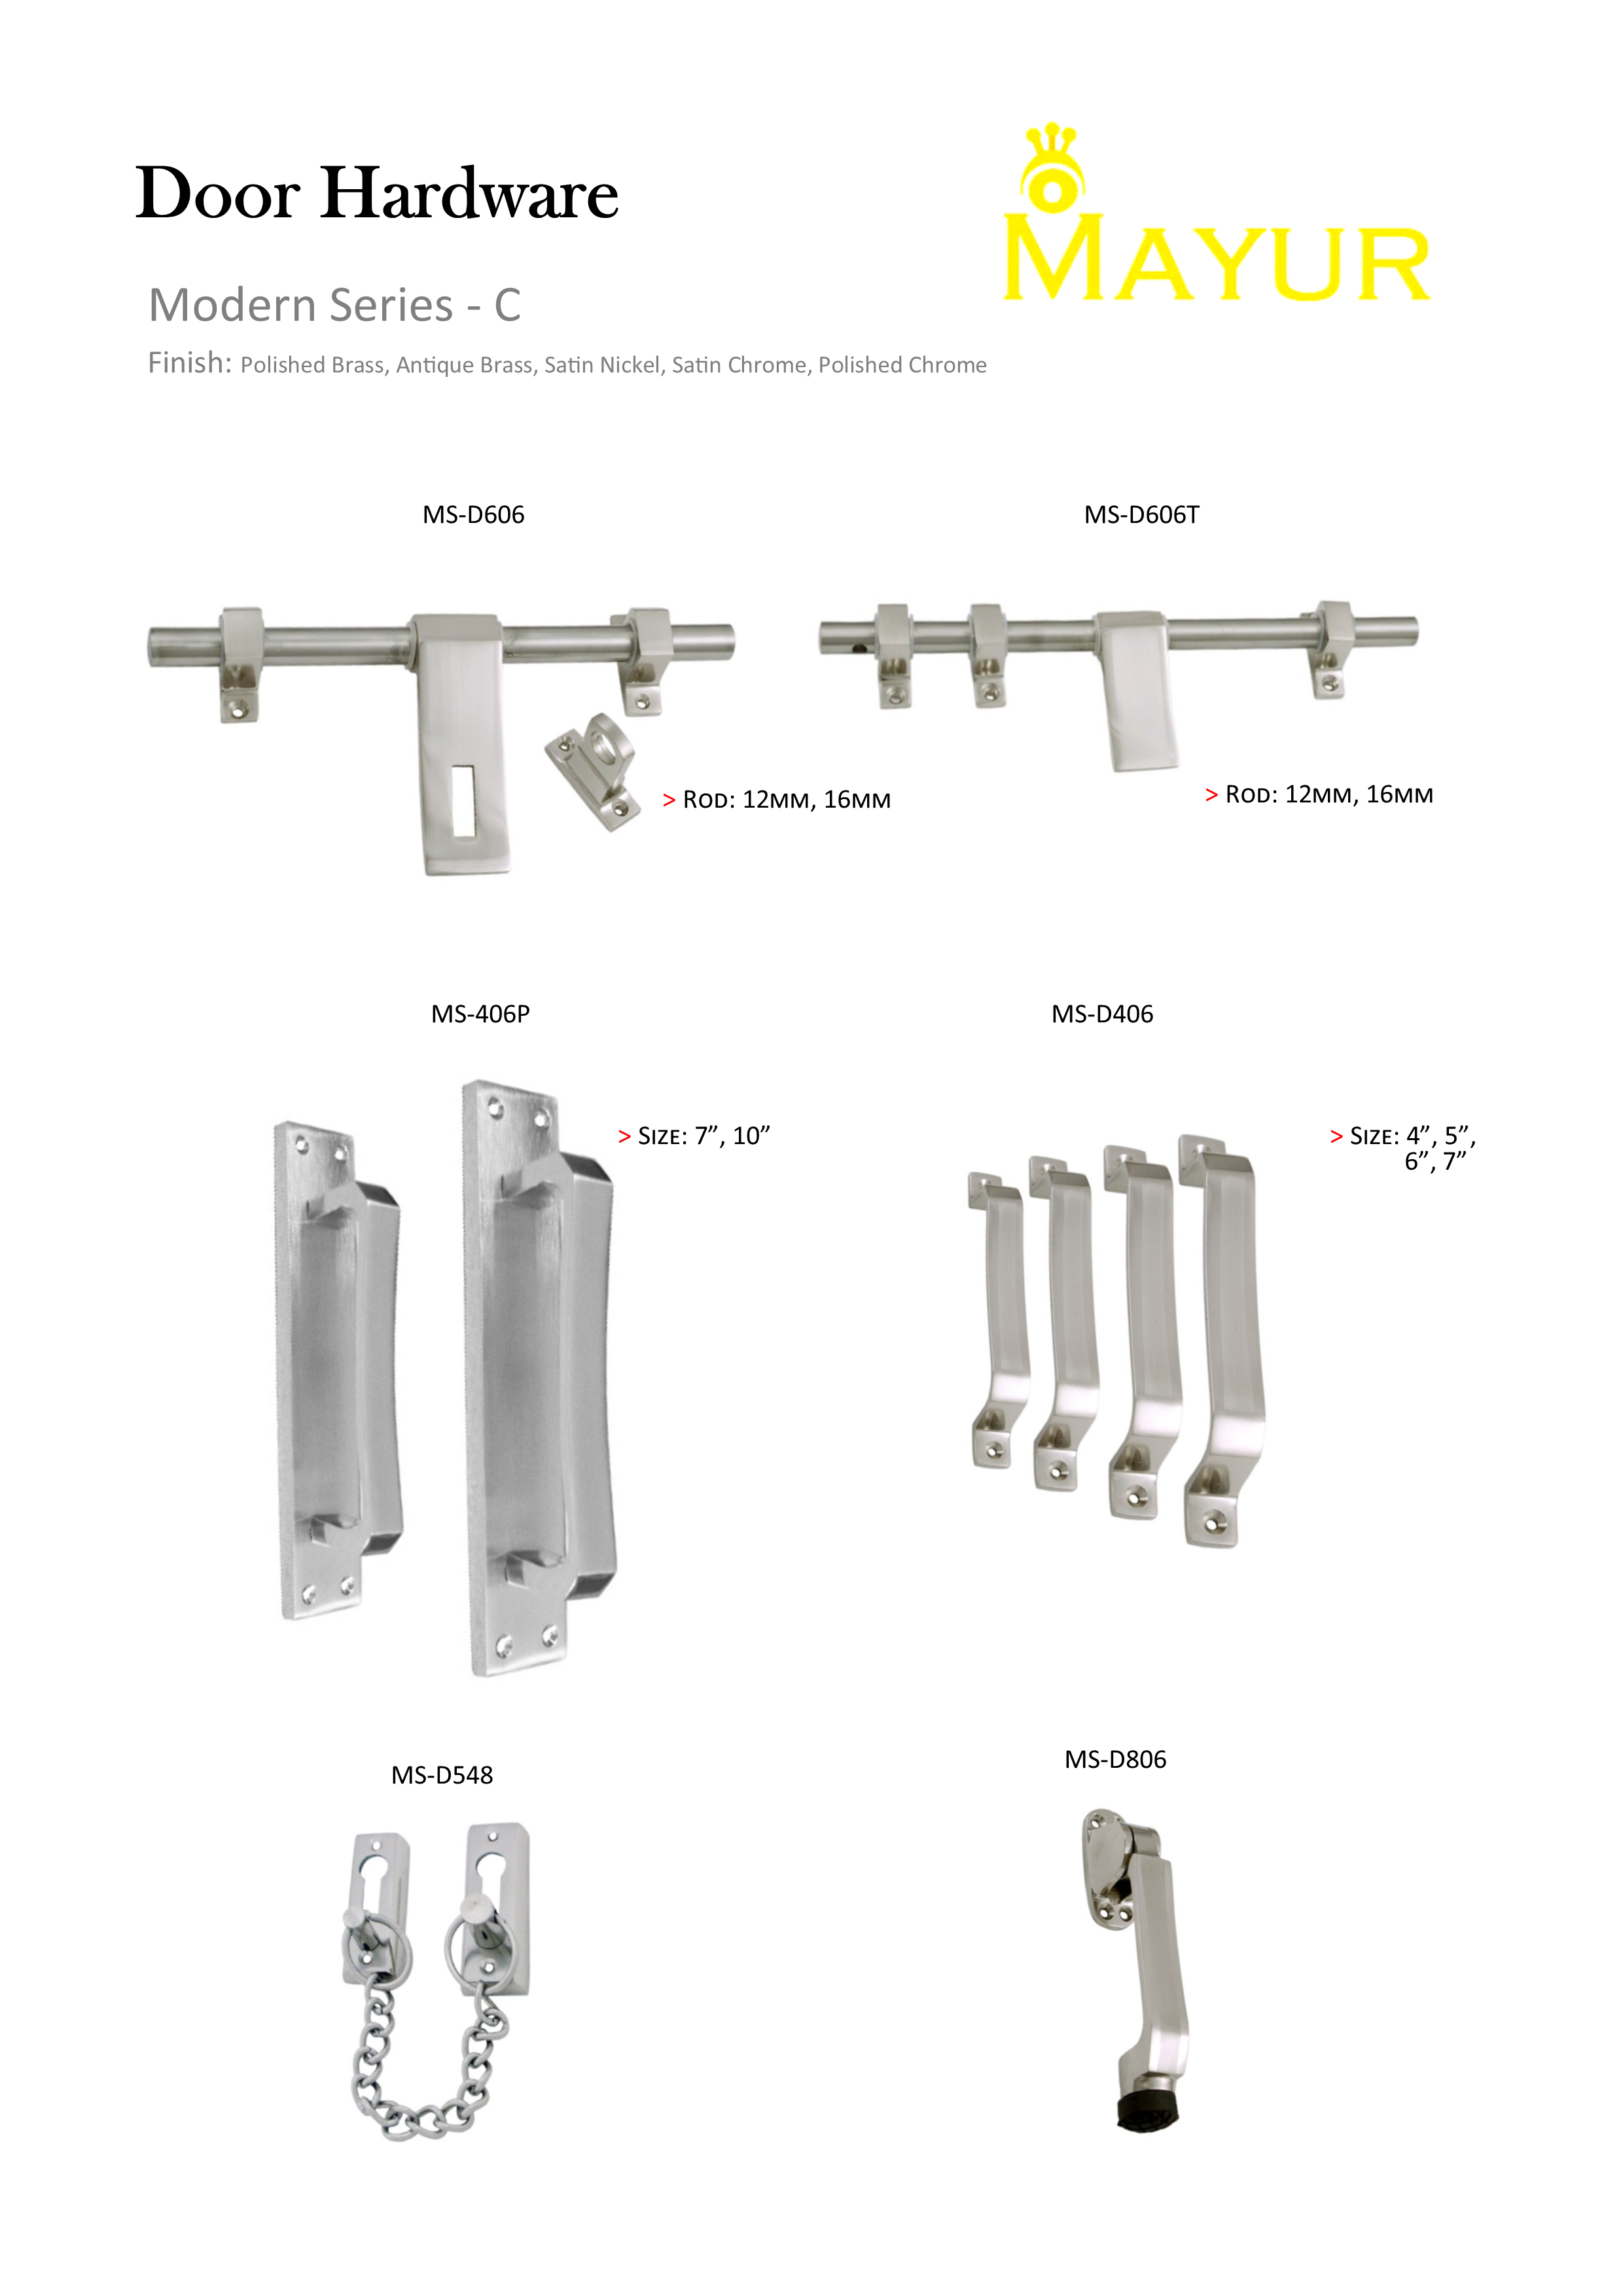 Door Hardware
MAYUR
Modern Series - C
Finish: Polished Brass, Antique Brass, Satin Nickel, Satin Chrome, Polished Chrome
MS-D606
MS-D606T
> Rod: 12mm, 16mm
> Rod: 12mm, 16mm
MS-406P
MS-D406
> Size: 7”, 10”
> Size: 4”, 5”,
6”, 7”
MS-D548
MS-D806